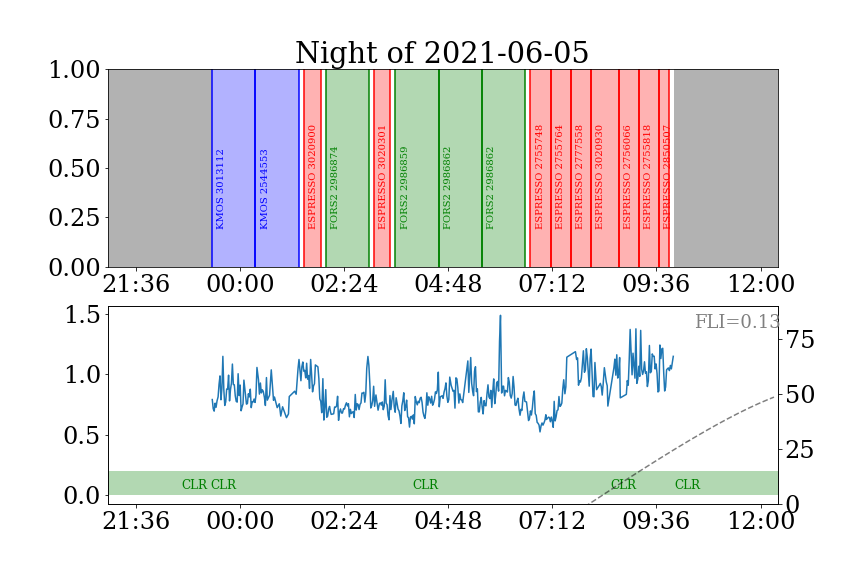 Night of 2021-06-05
1.00
0.75
0.50
0.25
0.00
KMOS 3013112
KMOS 2544553
ESPRESSO 3020900
FORS2 2986874
ESPRESSO 3020301
FORS2 2986859
FORS2 2986862
FORS2 2986862
ESPRESSO 2755748
ESPRESSO 2755764
ESPRESSO 2777558
ESPRESSO 3020930
ESPRESSO 2756066
ESPRESSO 2755818
ESPRESSO 2850507
21:36 00:00 02:24 04:48 07:12 09:36 12:00
1.5
1.0
0.5
0.0
FLI=0.13
75
50
25
0
CLR CLR CLR CLR CLR
21:36 00:00 02:24 04:48 07:12 09:36 12:00